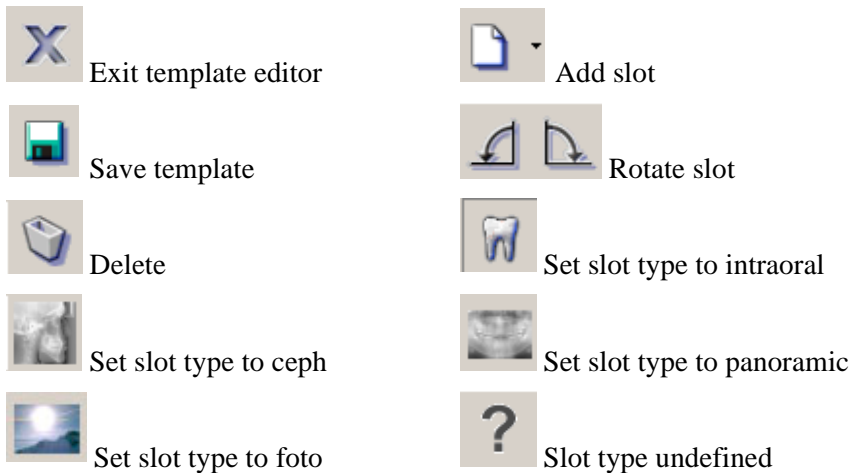 Exit template editor
Add slot
Save template
Rotate slot
Delete
Set slot type to intraoral
Set slot type to ceph
Set slot type to panoramic
Set slot type to foto
? Slot type undefined